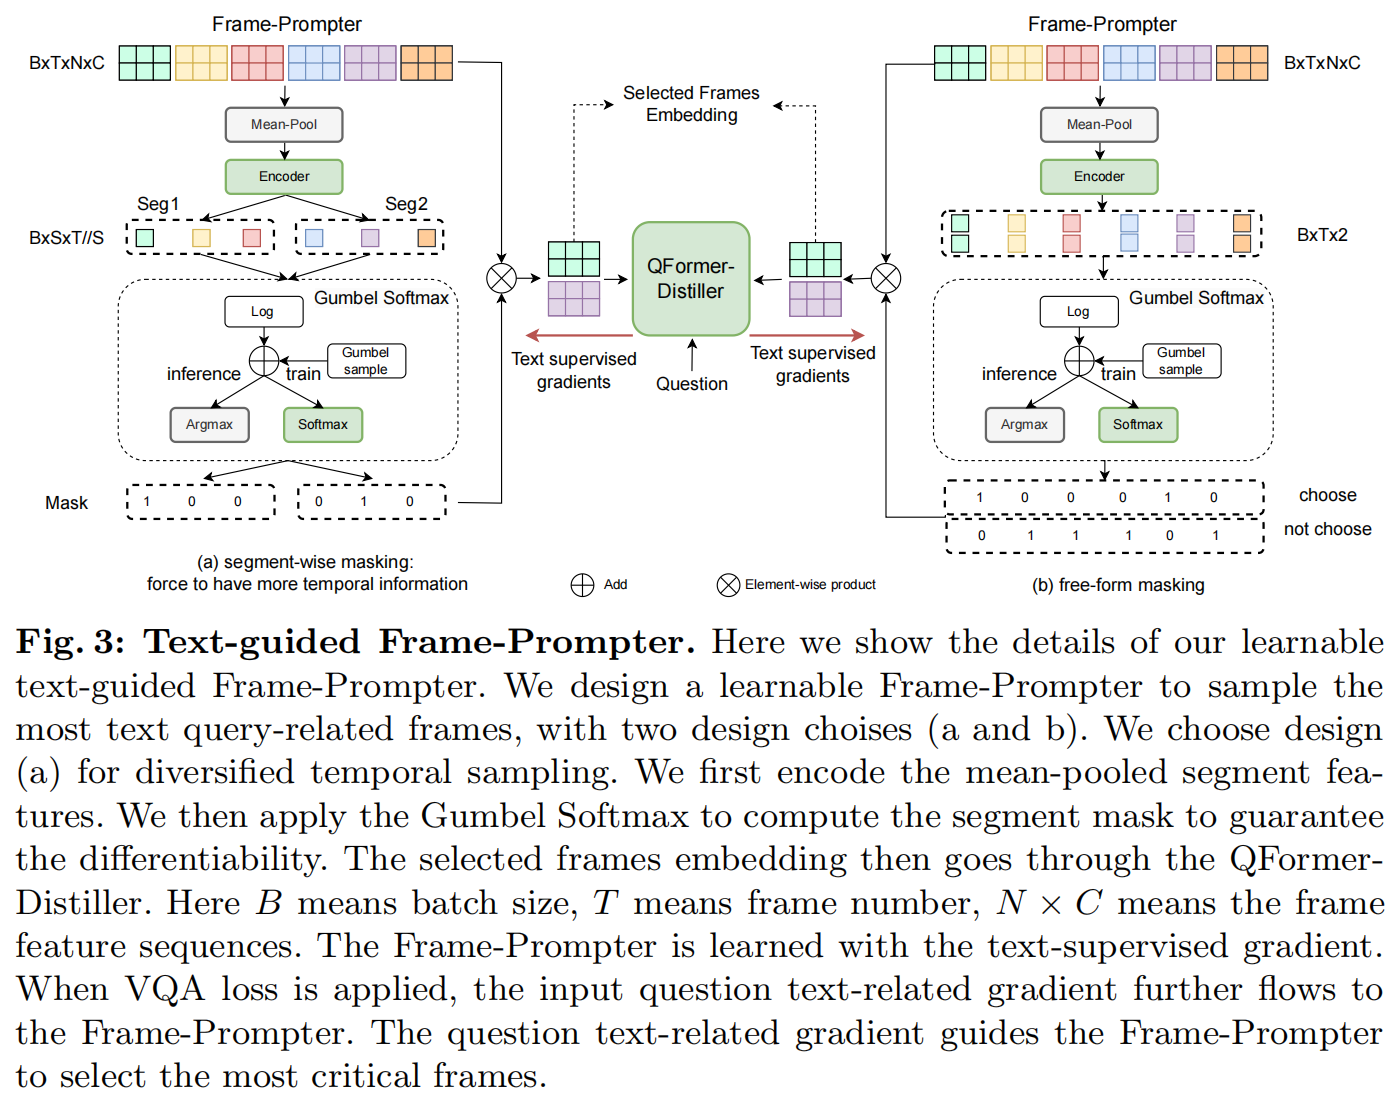 Frame-Prompter
BxTxNxC
Mean-Pool
Encoder
Seg1
Seg2
BxSxT//S
Gumbel Softmax
Log
Gumbel
sample
inference
train
Argmax
Softmax
Mask
1 0 0
0 1 0
(a) segment-wise masking:
force to have more temporal information
Selected Frames
Embedding
QFormer-
Distiller
Text supervised
gradients
Text supervised
gradients
Question
Add
Element-wise product
Frame-Prompter
BxTxNxC
Mean-Pool
Encoder
BxTx2
Gumbel Softmax
Log
Gumbel
sample
inference
train
Argmax
Softmax
1 0 0 0 1 0
choose
0 1 1 1 0 1
not choose
(b) free-form masking
Fig. 3: Text-guided Frame-Prompter. Here we show the details of our learnable
text-guided Frame-Prompter. We design a learnable Frame-Prompter to sample the
most text query-related frames, with two design choises (a and b). We choose design
(a) for diversified temporal sampling. We first encode the mean-pooled segment fea-
tures. We then apply the Gumbel Softmax to compute the segment mask to guarantee
the differentiability. The selected frames embedding then goes through the QFormer-
Distiller. Here B means batch size, T means frame number, N × C means the frame
feature sequences. The Frame-Prompter is learned with the text-supervised gradient.
When VQA loss is applied, the input question text-related gradient further flows to
the Frame-Prompter. The question text-related gradient guides the Frame-Prompter
to select the most critical frames.